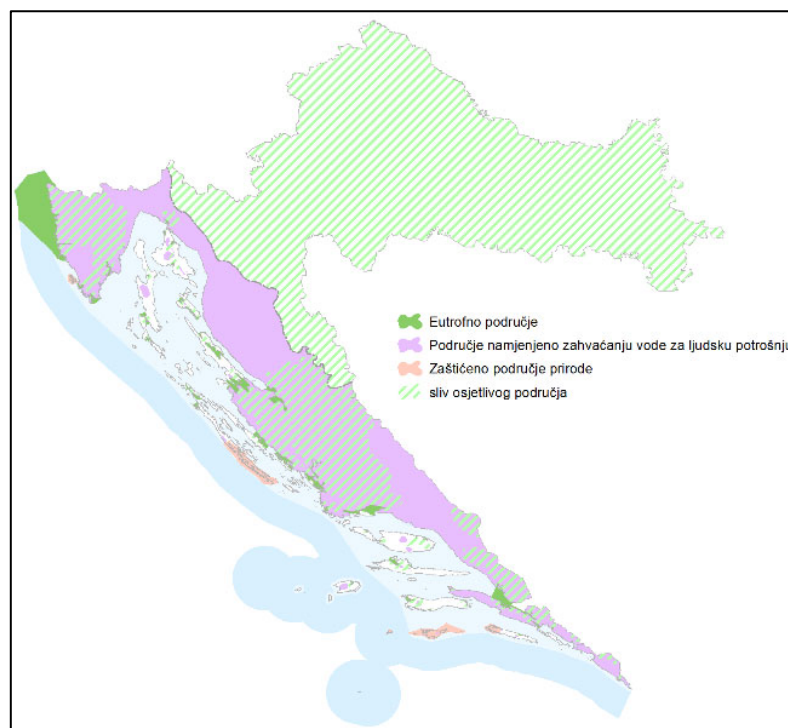 Eutrofno područje
Područje namjenjeno zahvaćanju vode za ljudsku potrošnju
Zaštićeno područje prirode
sliv osjetlivog područja